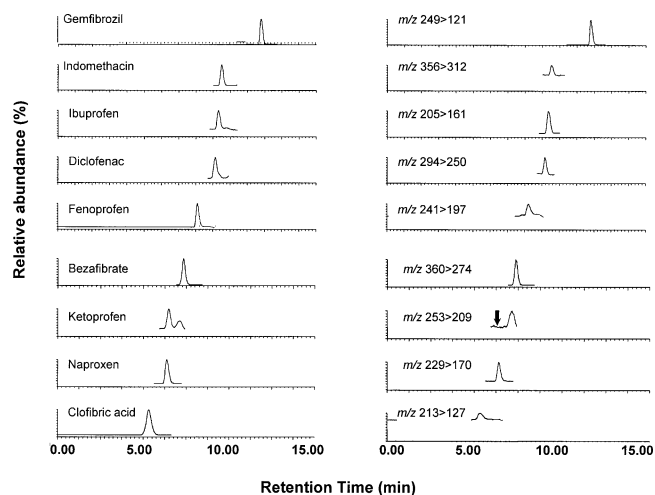 Gemfibrozil
m/z 249>121
Indomethacin
m/z 356>312
Ibuprofen
m/z 205>161
Diclofenac
m/z 294>250
Fenoprofen
m/z 241>197
Bezafibrate
m/z 360>274
Ketoprofen
m/z 253>209
Naproxen
m/z 229>170
Clofibric acid
m/z 213>127
Relative abundance (%)
0.00 5.00 10.00 15.00
0.00 5.00 10.00 15.00
Retention Time (min)